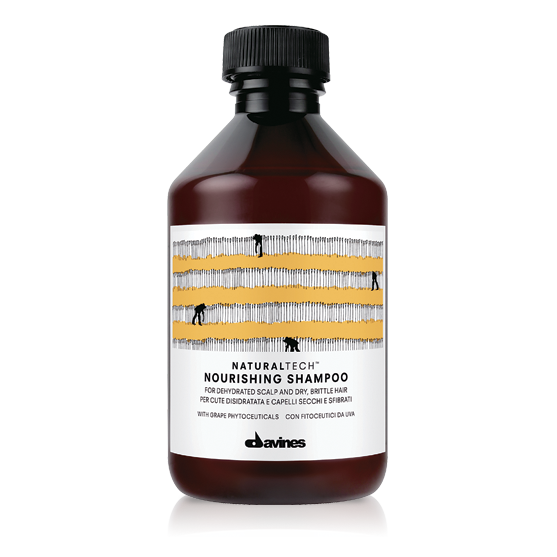 NATURALTECH™
NOURISHING SHAMPOO
FOR DEHYDRATED SCALP AND DRY, BRITTLE HAIR
PER CUTE DISIDRATATA E CAPELLI SECCHI E SFIBRATI
WITH GRAPE PHYTOCEUTICALS CON FITOCEUTICI DA UVA
davines